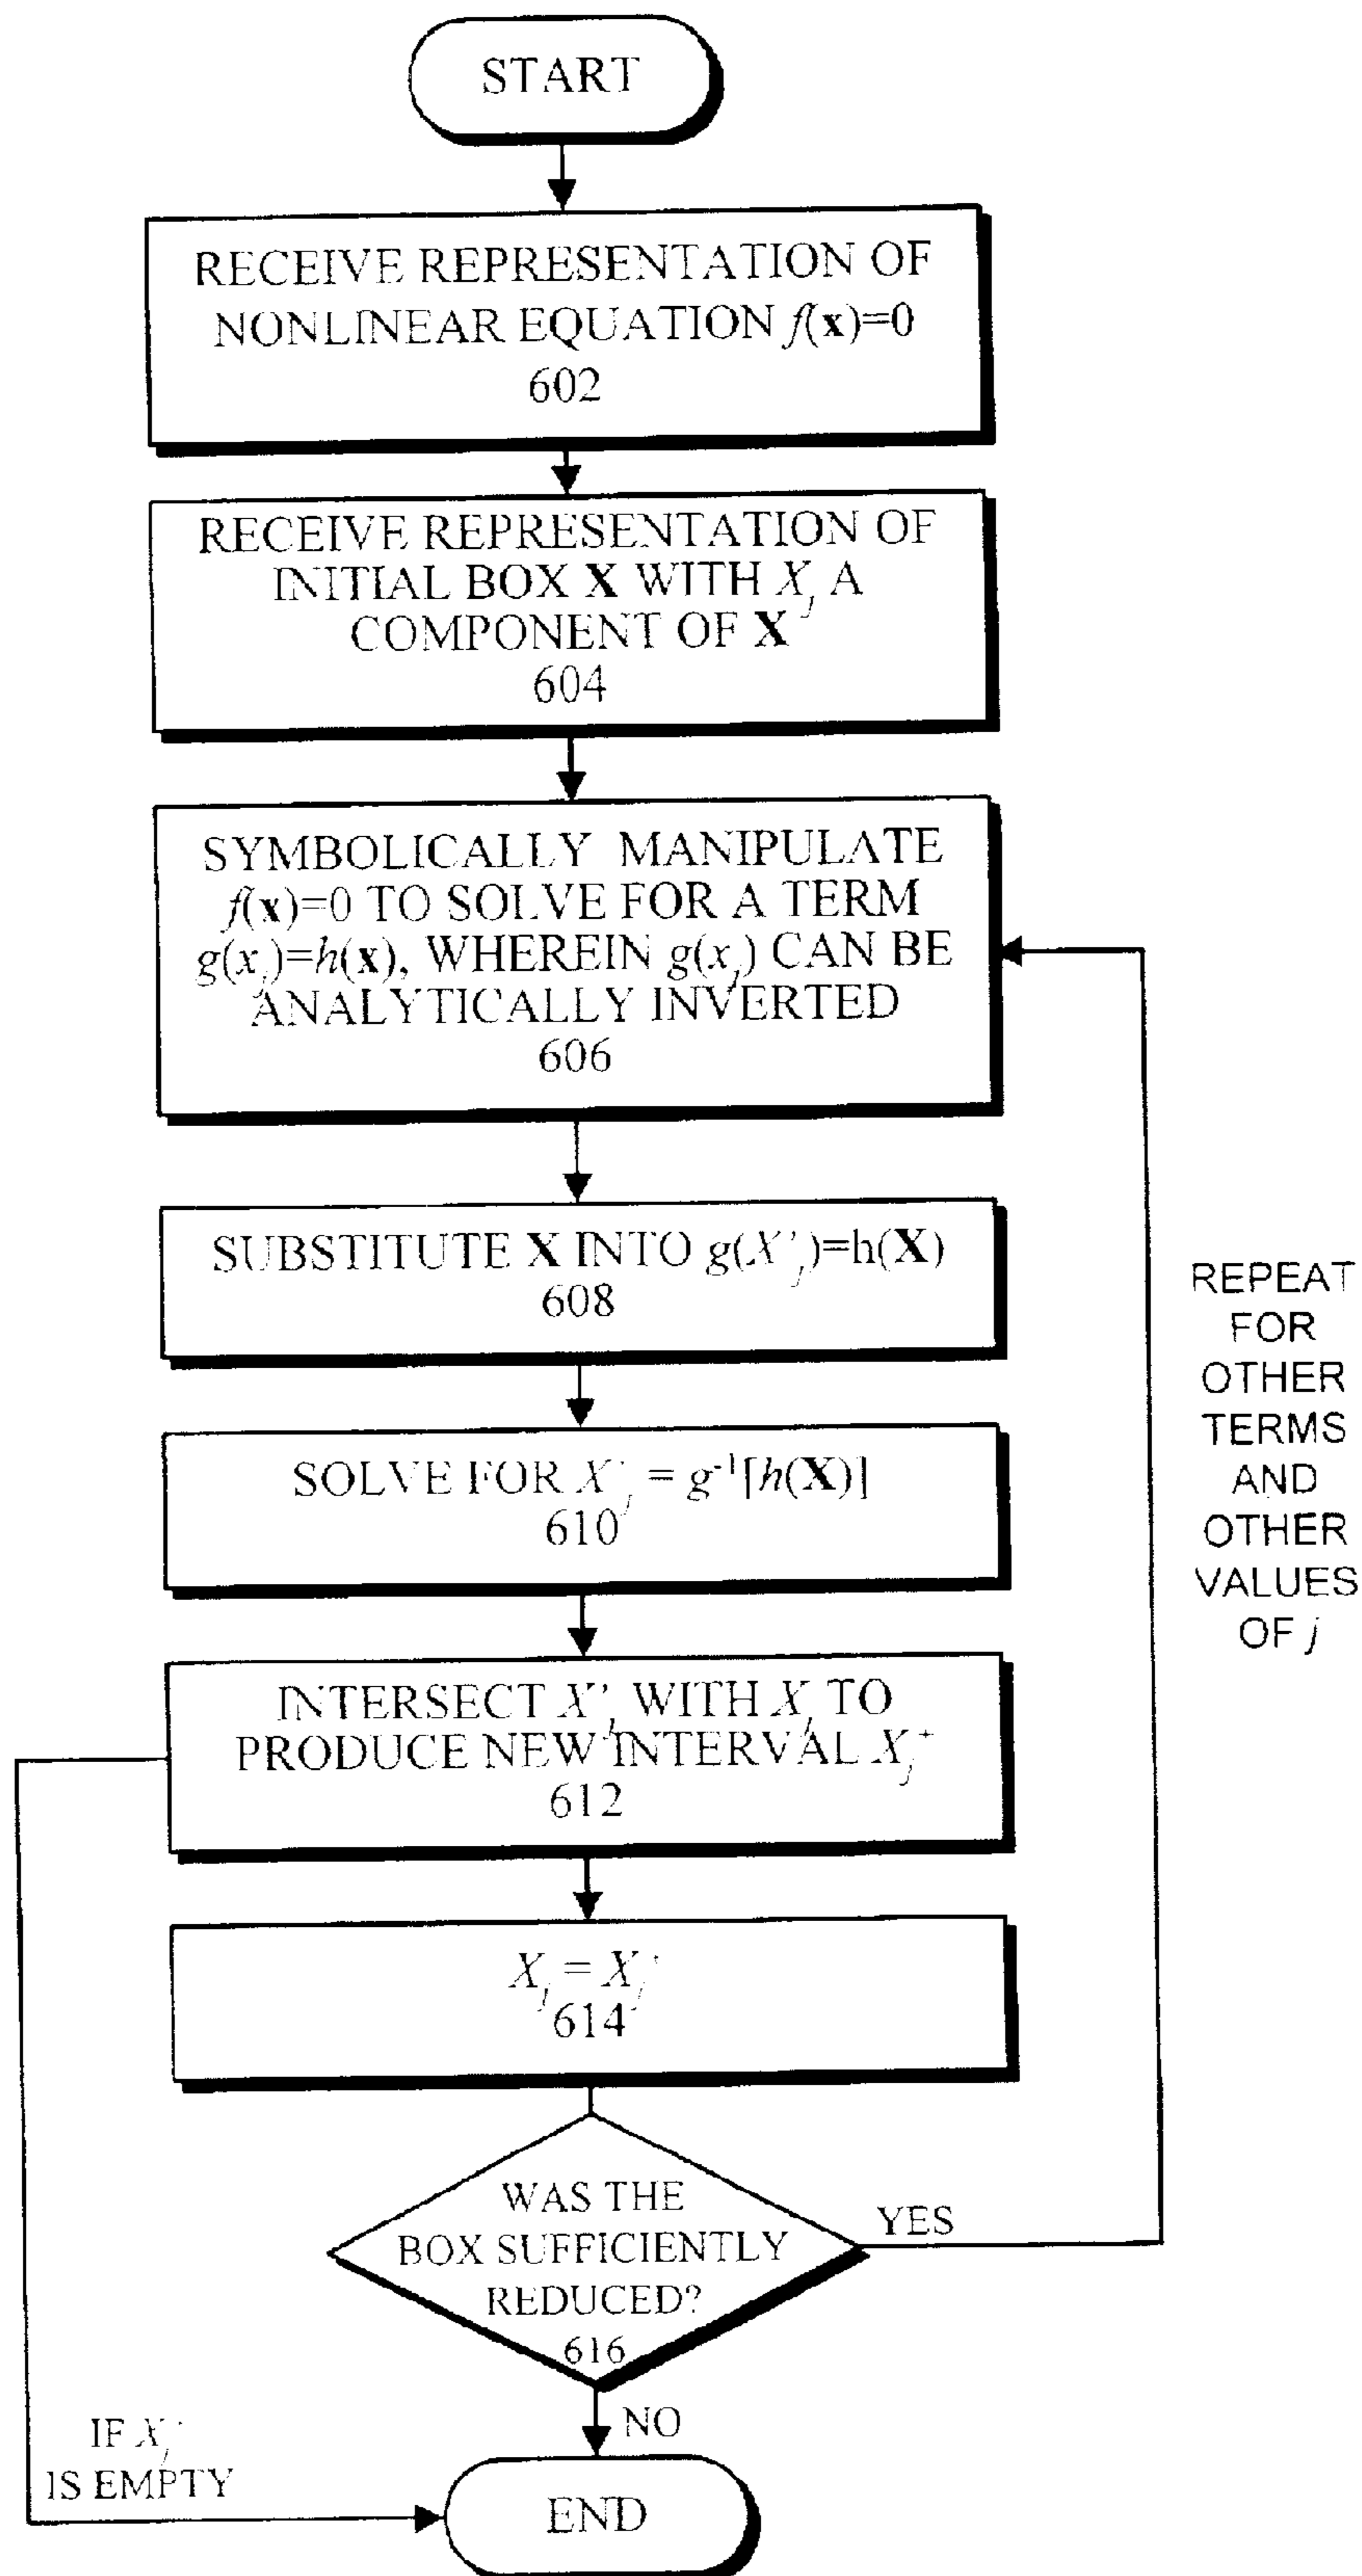 START
RECEIVE REPRESENTATION OF
NONLINEAR EQUATION f(x)=0
602
RECEIVE REPRESENTATION OF
INITIAL BOX X WITH Xj A
COMPONENT OF X
604
SYMBOLICALLY MANIPULATE
f(x)=0 TO SOLVE FOR A TERM
g(xj)=h(x), WHEREIN g(xj) CAN BE
ANALYTICALLY INVERTED
606
SUBSTITUTE X INTO g(X'j)=h(X)
608
SOLVE FOR X'j = g⁻¹[h(X)]
610
INTERSECT X'j WITH Xj TO
PRODUCE NEW INTERVAL Xj⁺
612
Xj = Xj⁺
614
WAS THE
BOX SUFFICIENTLY
REDUCED?
616
YES
NO
REPEAT
FOR
OTHER
TERMS
AND
OTHER
VALUES
OF j
IF Xj⁺
IS EMPTY
END